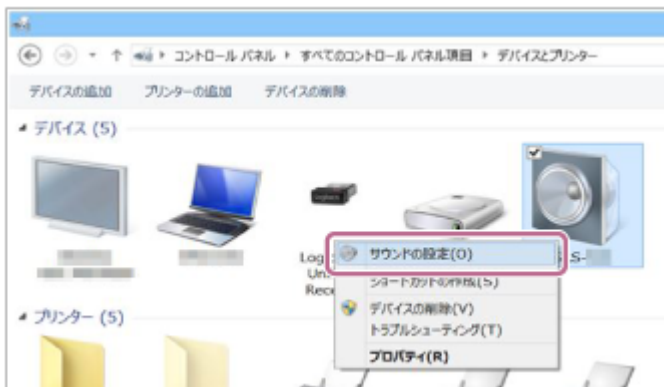 コントロール パネル ▸ すべてのコントロール パネル項目 ▸ デバイスとプリンター
デバイスの追加 プリンターの追加 デバイスの削除
デバイス (5)
サウンドの設定(O)
ショートカットの作成(S)
デバイスの削除(V)
トラブルシューティング(T)
プロパティ(R)
Log
Un
Rece
S-
プリンター (5)